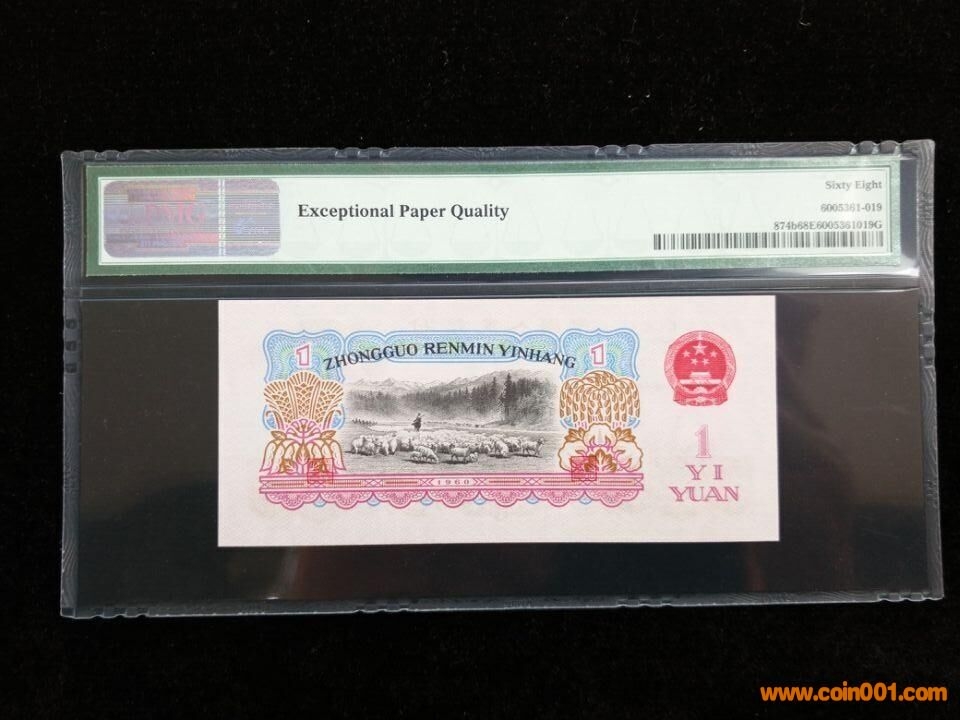 Sixty Eight
PMG
Exceptional Paper Quality
6005361-019
874b68E6005361019G
1 ZHONGGUO RENMIN YINHANG 1
1
YI
YUAN
1960
www.coin001.com